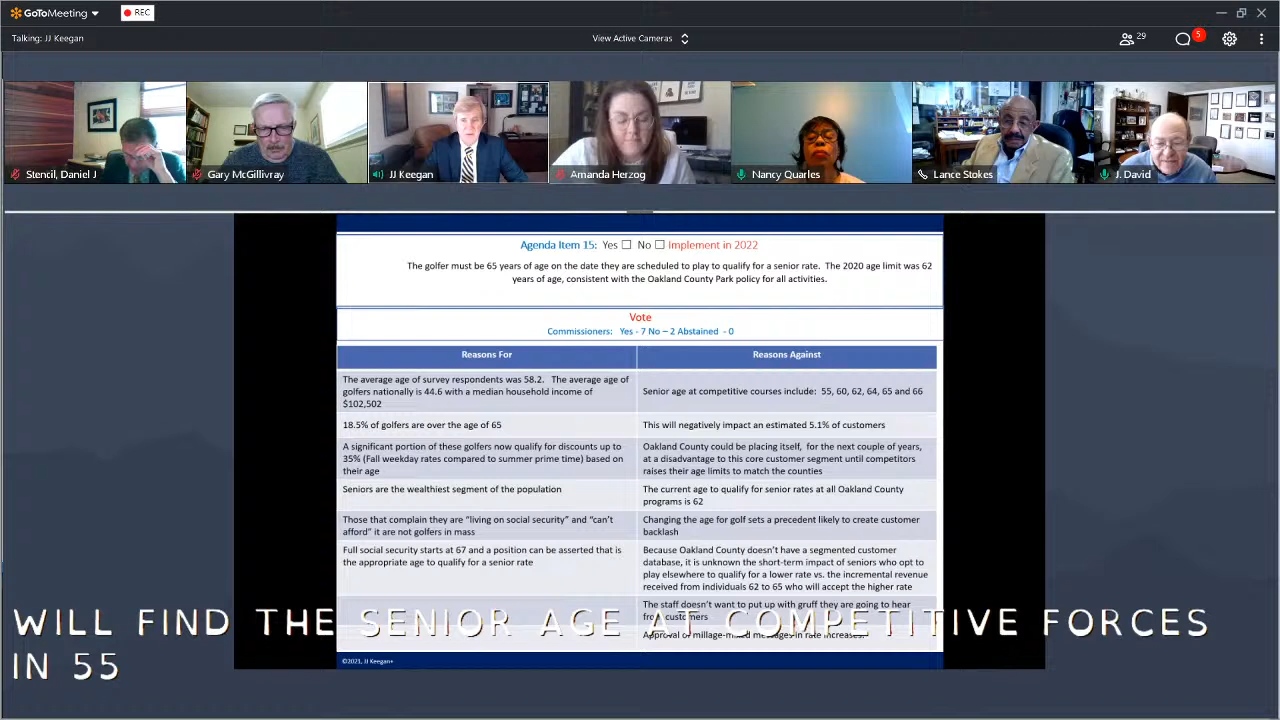 GoToMeeting
REC
Talking: JJ Keegan
View Active Cameras
29
5
Stencil, Daniel J
Gary McGillivray
JJ Keegan
Amanda Herzog
Nancy Quarles
Lance Stokes
J. David
Agenda Item 15: Yes ☐ No ☐ Implement in 2022
The golfer must be 65 years of age on the date they are scheduled to play to qualify for a senior rate. The 2020 age limit was 62
years of age, consistent with the Oakland County Park policy for all activities.
Vote
Commissioners: Yes - 7 No – 2 Abstained - 0
Reasons For
Reasons Against
The average age of survey respondents was 58.2. The average age of
golfers nationally is 44.6 with a median household income of
$102,502
Senior age at competitive courses include: 55, 60, 62, 64, 65 and 66
18.5% of golfers are over the age of 65
This will negatively impact an estimated 5.1% of customers
A significant portion of these golfers now qualify for discounts up to
35% (Fall weekday rates compared to summer prime time) based on
their age
Oakland County could be placing itself, for the next couple of years,
at a disadvantage to this core customer segment until competitors
raises their age limits to match the counties
Seniors are the wealthiest segment of the population
The current age to qualify for senior rates at all Oakland County
programs is 62
Those that complain they are “living on social security” and “can’t
afford” it are not golfers in mass
Changing the age for golf sets a precedent likely to create customer
backlash
Full social security starts at 67 and a position can be asserted that is
the appropriate age to qualify for a senior rate
Because Oakland County doesn’t have a segmented customer
database, it is unknown the short-term impact of seniors who opt to
play elsewhere to qualify for a lower rate vs. the incremental revenue
received from individuals 62 to 65 who will accept the higher rate
The staff doesn’t want to put up with gruff they are going to hear
from customers
Approval of millage-mixed messages in rate increases.
WILL FIND THE SENIOR AGE AT COMPETITIVE FORCES
IN 55
©2021, JJ Keegan+